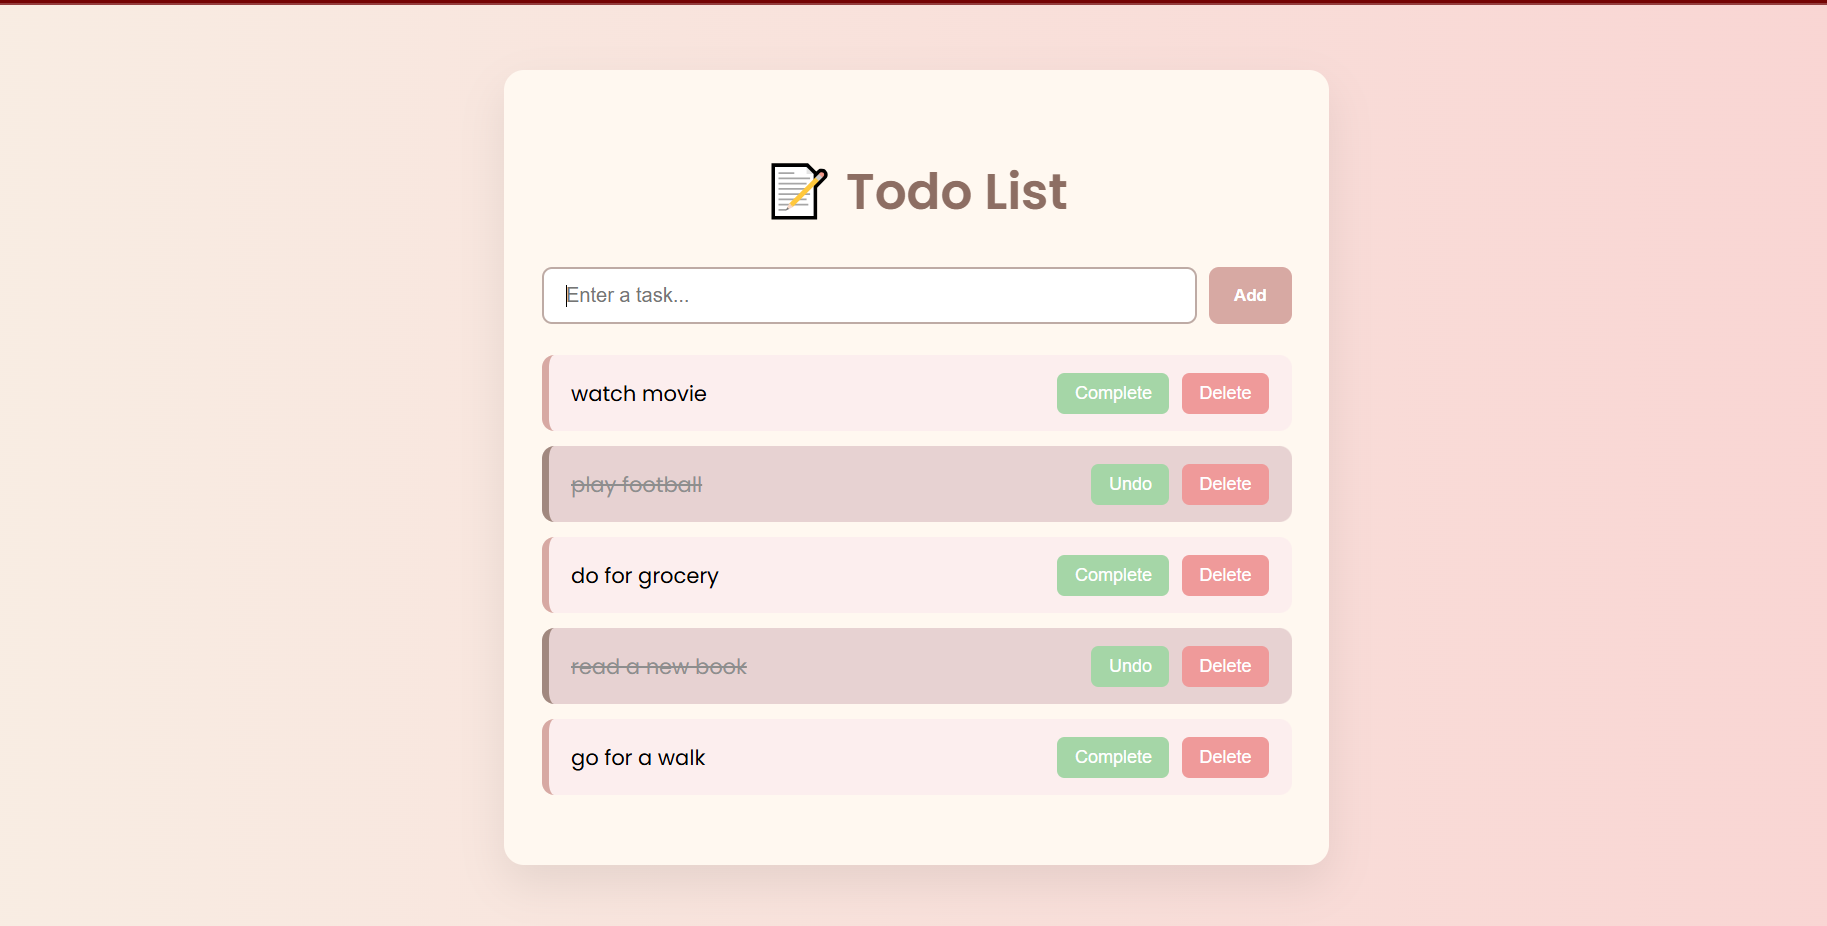 📝 Todo List
Enter a task... Add
watch movie Complete Delete
play football Undo Delete
do for grocery Complete Delete
read a new book Undo Delete
go for a walk Complete Delete